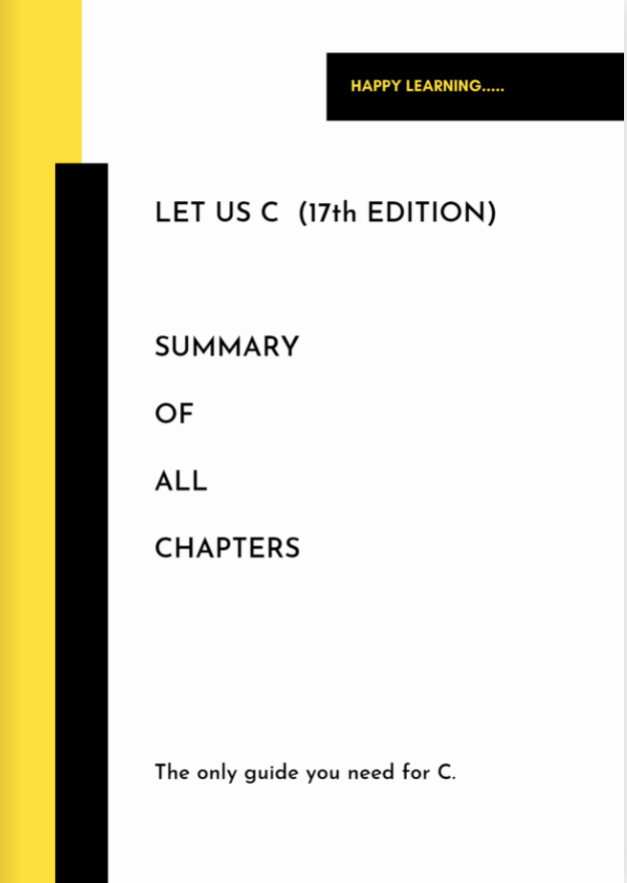 HAPPY LEARNING.....
LET US C (17th EDITION)
SUMMARY
OF
ALL
CHAPTERS
The only guide you need for C.